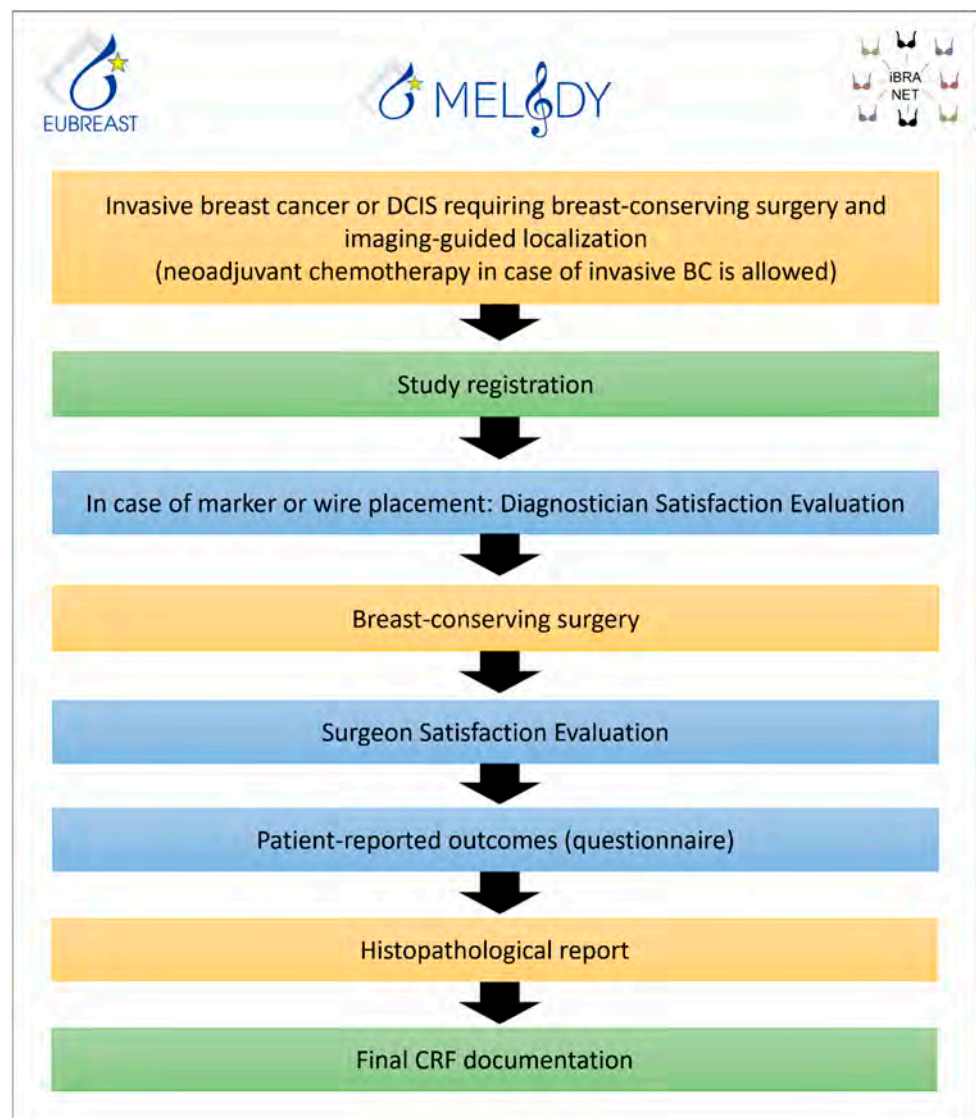 EUBREAST
MELODY
iBRA
NET
Invasive breast cancer or DCIS requiring breast-conserving surgery and
imaging-guided localization
(neoadjuvant chemotherapy in case of invasive BC is allowed)
Study registration
In case of marker or wire placement: Diagnostician Satisfaction Evaluation
Breast-conserving surgery
Surgeon Satisfaction Evaluation
Patient-reported outcomes (questionnaire)
Histopathological report
Final CRF documentation